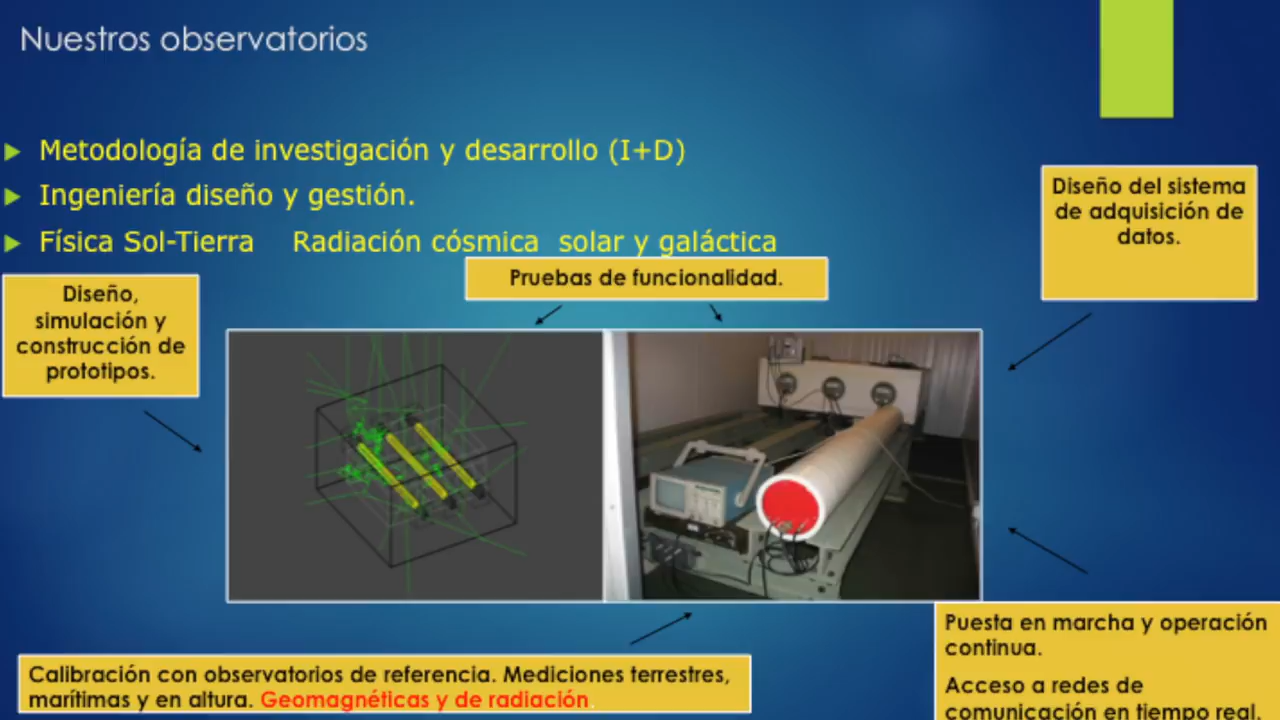 Nuestros observatorios
Metodología de investigación y desarrollo (I+D)
Ingeniería diseño y gestión.
Física Sol-Tierra Radiación cósmica solar y galáctica
Diseño del sistema
de adquisición de
datos.
Pruebas de funcionalidad.
Diseño,
simulación y
construcción de
prototipos.
Calibración con observatorios de referencia. Mediciones terrestres,
marítimas y en altura. Geomagnéticas y de radiación.
Puesta en marcha y operación
continua.
Acceso a redes de
comunicación en tiempo real.